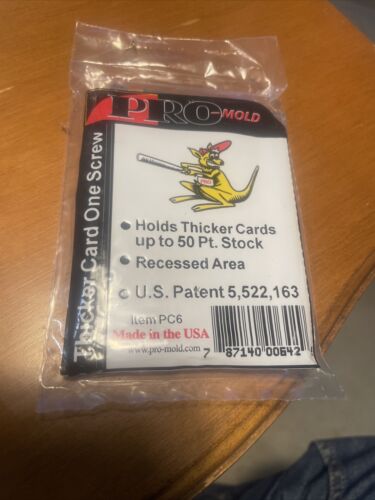 PRO-MOLD
Thicker Card One Screw
• Holds Thicker Cards
up to 50 Pt. Stock
• Recessed Area
• U.S. Patent 5,522,163
Item PC6
Made in the USA
www.pro-mold.com
7 87140 00642